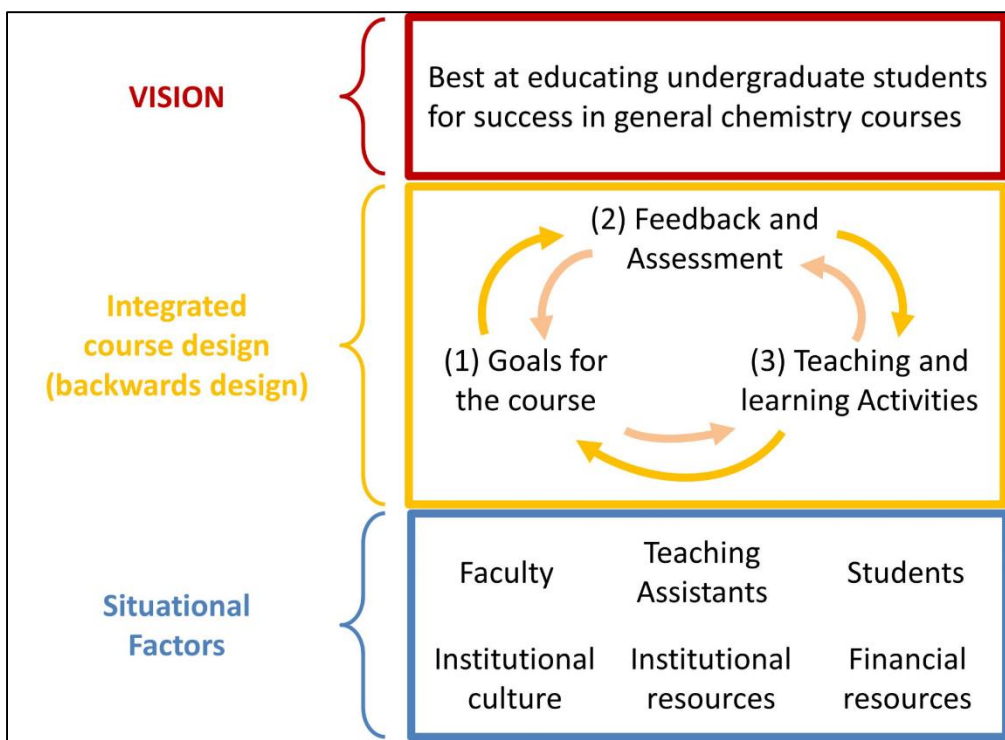 VISION
Best at educating undergraduate students
for success in general chemistry courses
Integrated
course design
(backwards design)
(2) Feedback and
Assessment
(1) Goals for
the course
(3) Teaching and
learning Activities
Situational
Factors
Faculty
Teaching
Assistants
Students
Institutional
culture
Institutional
resources
Financial
resources